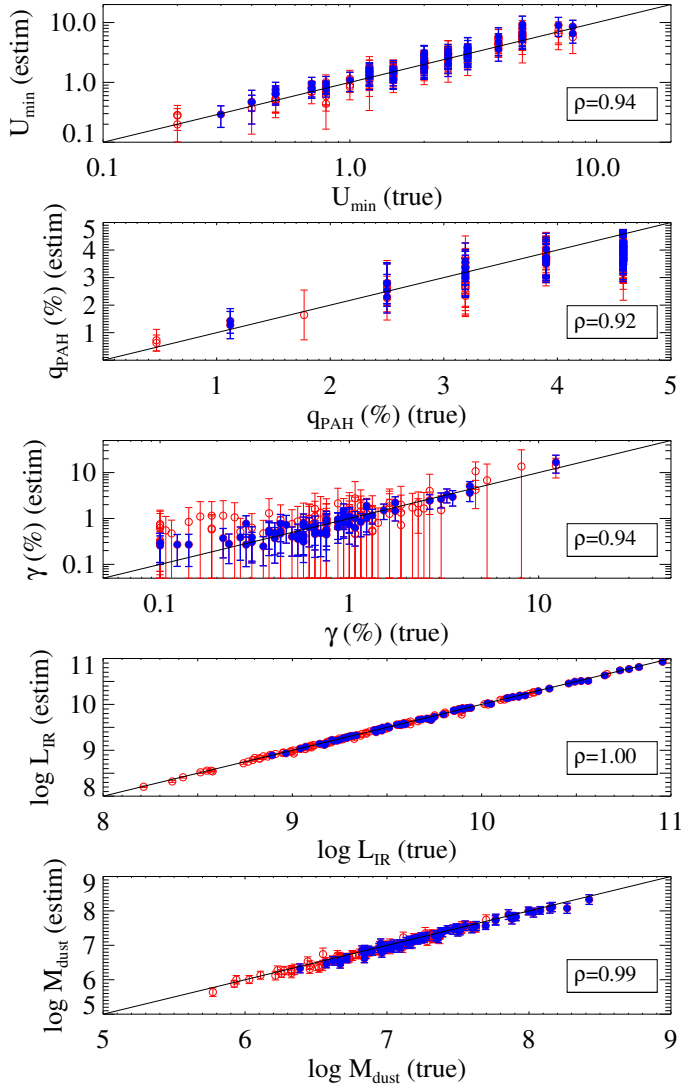 10.0
1.0
0.1
U_min (estim)
ρ=0.94
0.1 1.0 10.0
U_min (true)
5
4
3
2
1
q_PAH (%) (estim)
ρ=0.92
1 2 3 4 5
q_PAH (%) (true)
10
1
0.1
γ (%) (estim)
ρ=0.94
0.1 1 10
γ (%) (true)
11
10
9
8
log L_IR (estim)
ρ=1.00
8 9 10 11
log L_IR (true)
9
8
7
6
5
log M_dust (estim)
ρ=0.99
5 6 7 8 9
log M_dust (true)